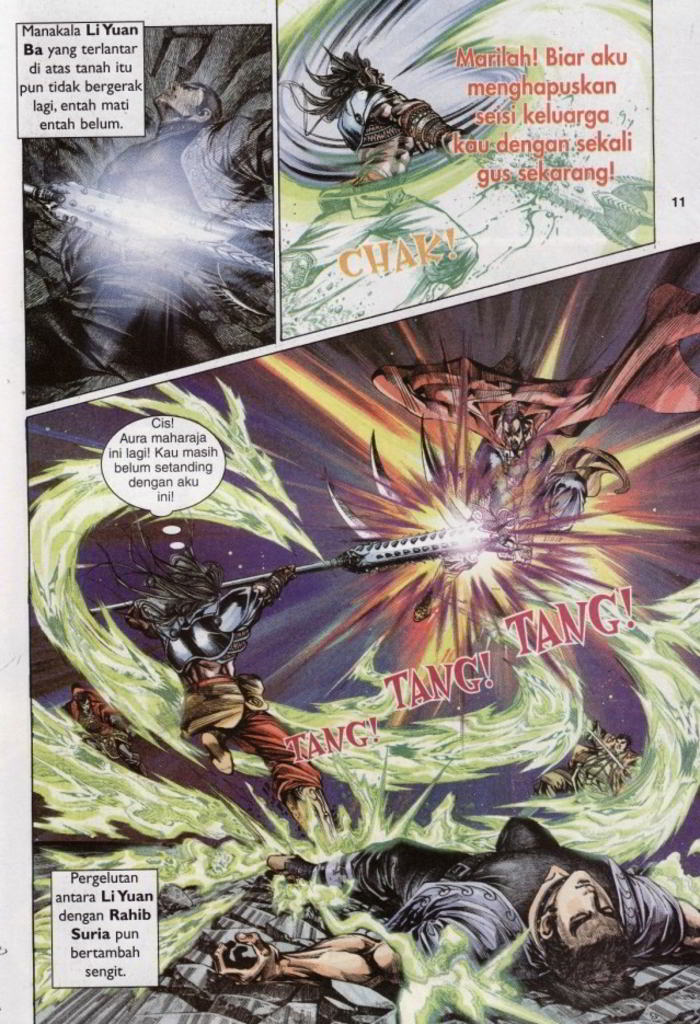 Manakala Li Yuan
Ba yang terlantar
di atas tanah itu
pun tidak bergerak
lagi, entah mati
entah belum.
Marilah! Biar aku
menghapuskan
seisi keluarga
kau dengan sekali
gus sekarang!
11
CHAK!
Cis!
Aura maharaja
ini lagi! Kau masih
belum setanding
dengan aku
ini!
TANG!
TANG!
TANG!
Pergelutan
antara Li Yuan
dengan Rahib
Suria pun
bertambah
sengit.